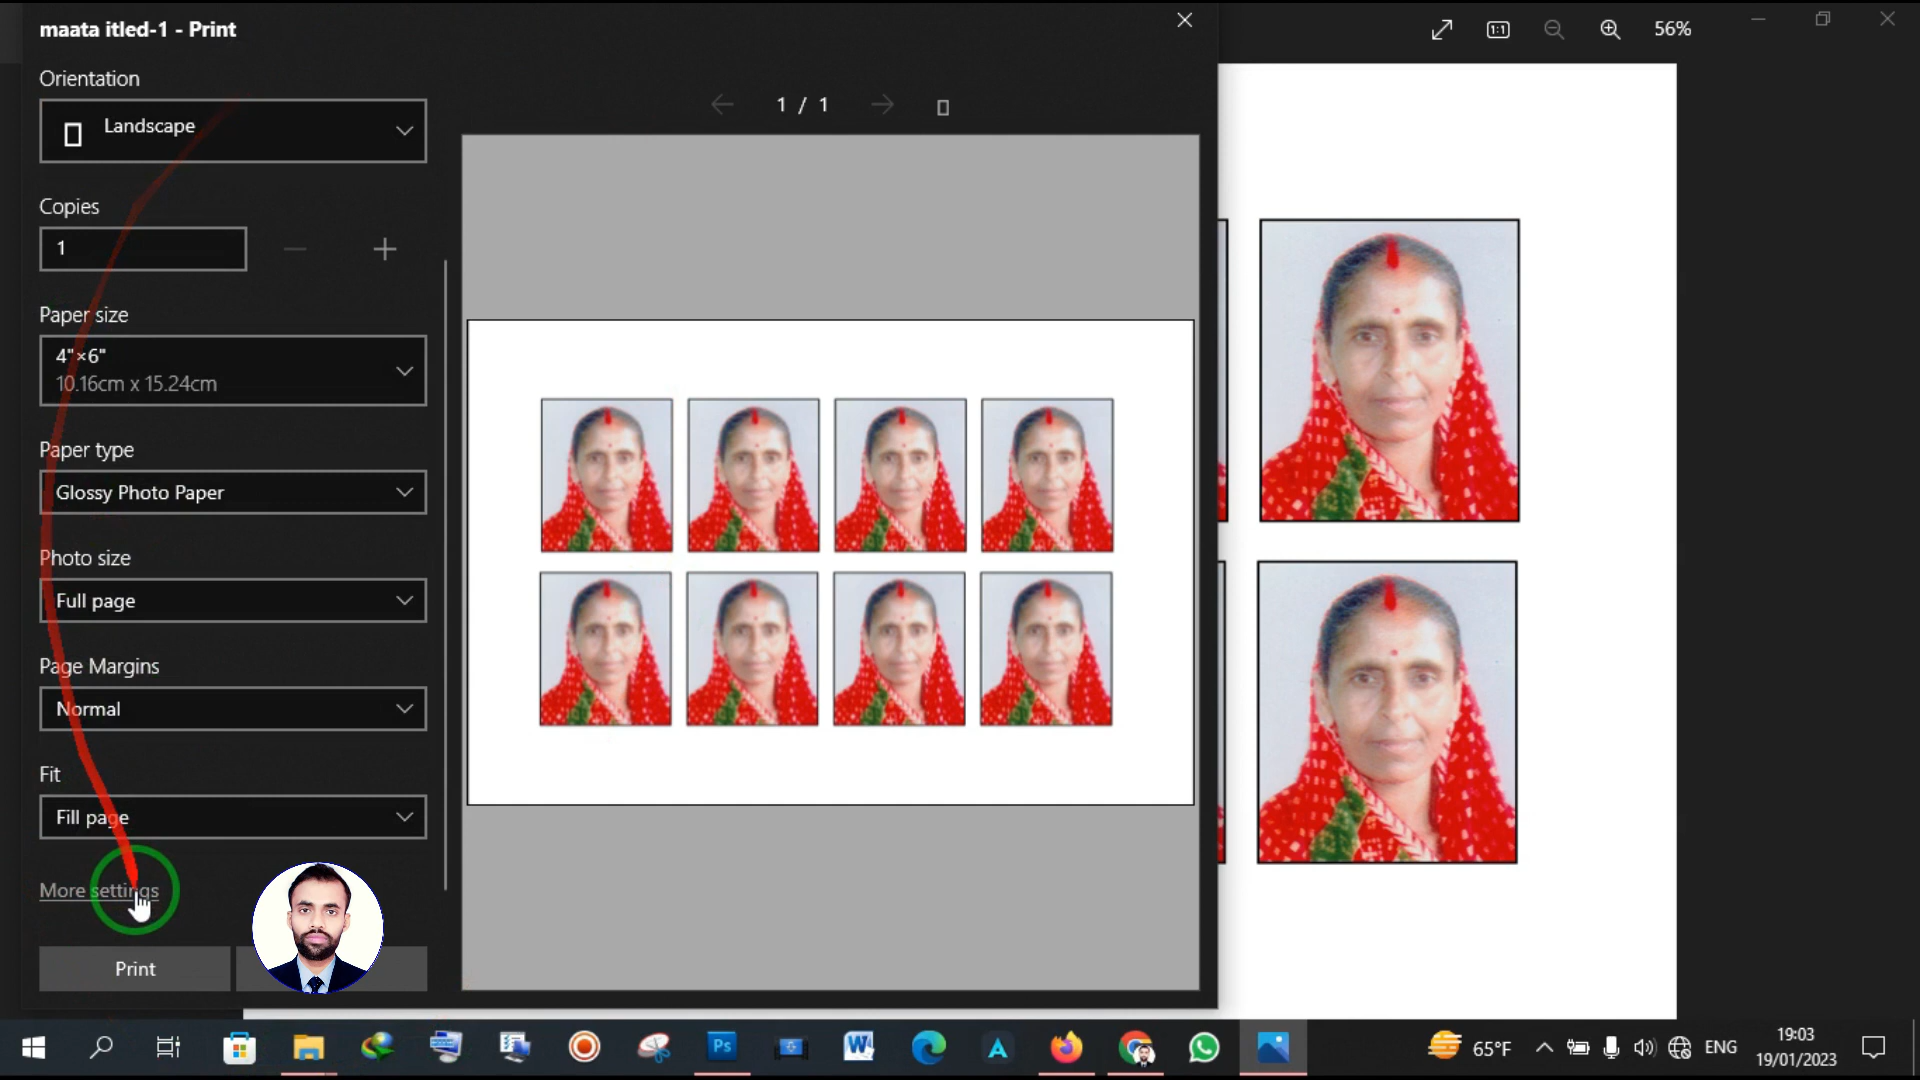 maata itled-1 - Print
56%
Orientation
Landscape
1 / 1
Copies
1
Paper size
4"×6"
10.16cm x 15.24cm
Paper type
Glossy Photo Paper
Photo size
Full page
Page Margins
Normal
Fit
Fill page
More settings
Print
Ps
W
65°F
ENG
19:03
19/01/2023